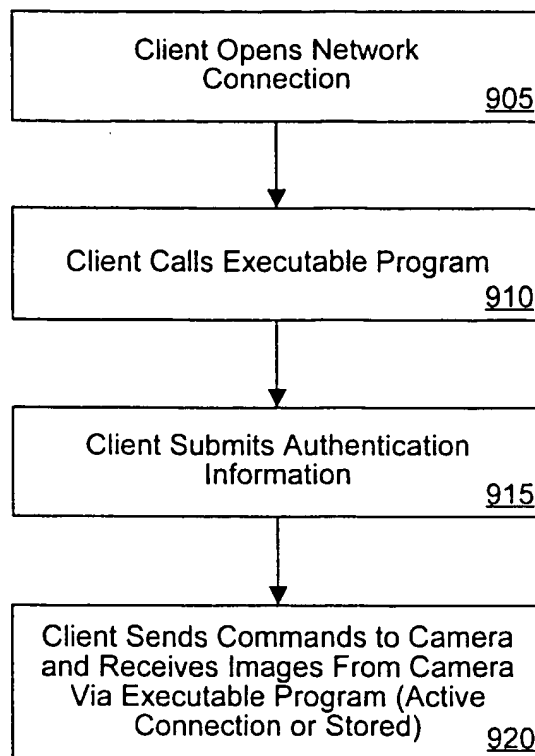 Client Opens Network
Connection
905
Client Calls Executable Program
910
Client Submits Authentication
Information
915
Client Sends Commands to Camera
and Receives Images From Camera
Via Executable Program (Active
Connection or Stored)
920